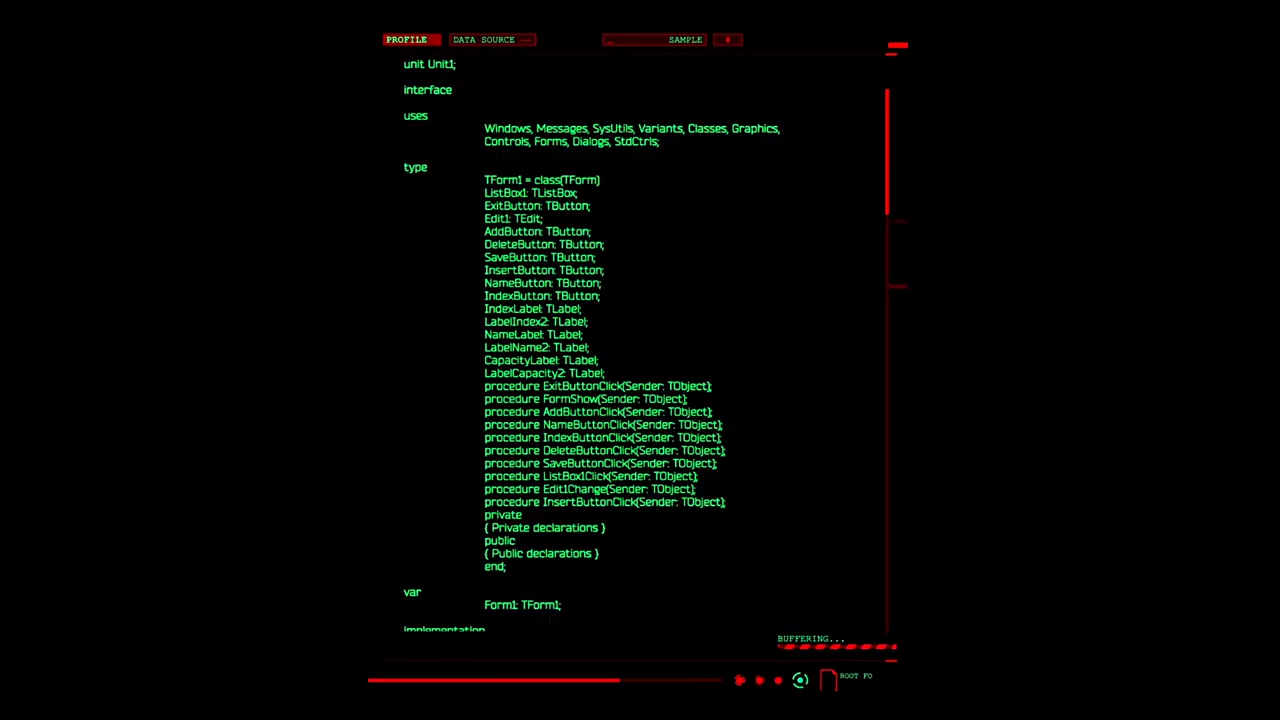 PROFILE DATA SOURCE SAMPLE
unit Unit1;
interface
uses
Windows, Messages, SysUtils, Variants, Classes, Graphics,
Controls, Forms, Dialogs, StdCtrls;
type
TForm1 = class(TForm)
ListBox1: TListBox;
ExitButton: TButton;
Edit1: TEdit;
AddButton: TButton;
DeleteButton: TButton;
SaveButton: TButton;
InsertButton: TButton;
NameButton: TButton;
IndexButton: TButton;
IndexLabel: TLabel;
LabelIndex2: TLabel;
NameLabel: TLabel;
LabelName2: TLabel;
CapacityLabel: TLabel;
LabelCapacity2: TLabel;
procedure ExitButtonClick(Sender: TObject);
procedure FormShow(Sender: TObject);
procedure AddButtonClick(Sender: TObject);
procedure NameButtonClick(Sender: TObject);
procedure IndexButtonClick(Sender: TObject);
procedure DeleteButtonClick(Sender: TObject);
procedure SaveButtonClick(Sender: TObject);
procedure ListBox1Click(Sender: TObject);
procedure Edit1Change(Sender: TObject);
procedure InsertButtonClick(Sender: TObject);
private
{ Private declarations }
public
{ Public declarations }
end;
var
Form1: TForm1;
implementation
BUFFERING...
ROOT FO